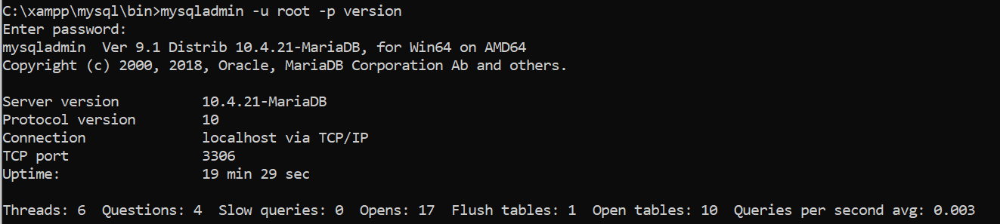 C:\xampp\mysql\bin>mysqladmin -u root -p version
Enter password:
mysqladmin  Ver 9.1 Distrib 10.4.21-MariaDB, for Win64 on AMD64
Copyright (c) 2000, 2018, Oracle, MariaDB Corporation Ab and others.

Server version          10.4.21-MariaDB
Protocol version        10
Connection              localhost via TCP/IP
TCP port                3306
Uptime:                 19 min 29 sec

Threads: 6  Questions: 4  Slow queries: 0  Opens: 17  Flush tables: 1  Open tables: 10  Queries per second avg: 0.003